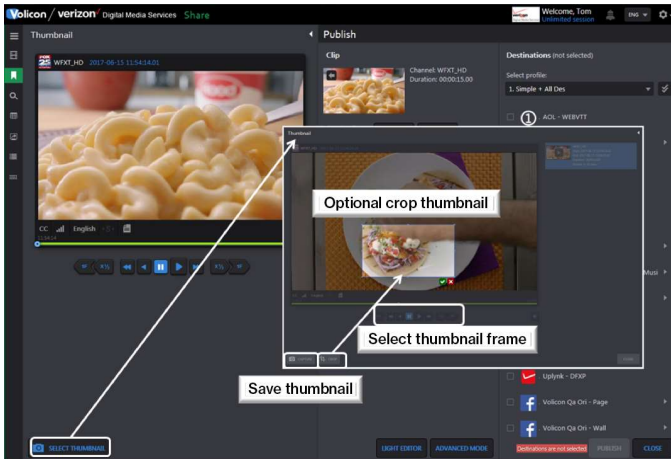 Volicon / verizon✓ Digital Media Services Share
Welcome, Tom
Unlimited session
ENG
Thumbnail
Publish
WFXT_HD 2017-06-15 11:54:14.01
Clip
Channel: WFXT_HD
Duration: 00:00:15.00
Destinations (not selected)
Select profile:
1. Simple + All Des
1 AOL - WEBVTT
Thumbnail
Optional crop thumbnail
CC English
Musi
Select thumbnail frame
Save thumbnail
Uplynk - DFXP
Volicon Qa Ori - Page
Volicon Qa Ori - Wall
SELECT THUMBNAIL
LIGHT EDITOR ADVANCED MODE
Destinations are not selected PUBLISH CLOSE